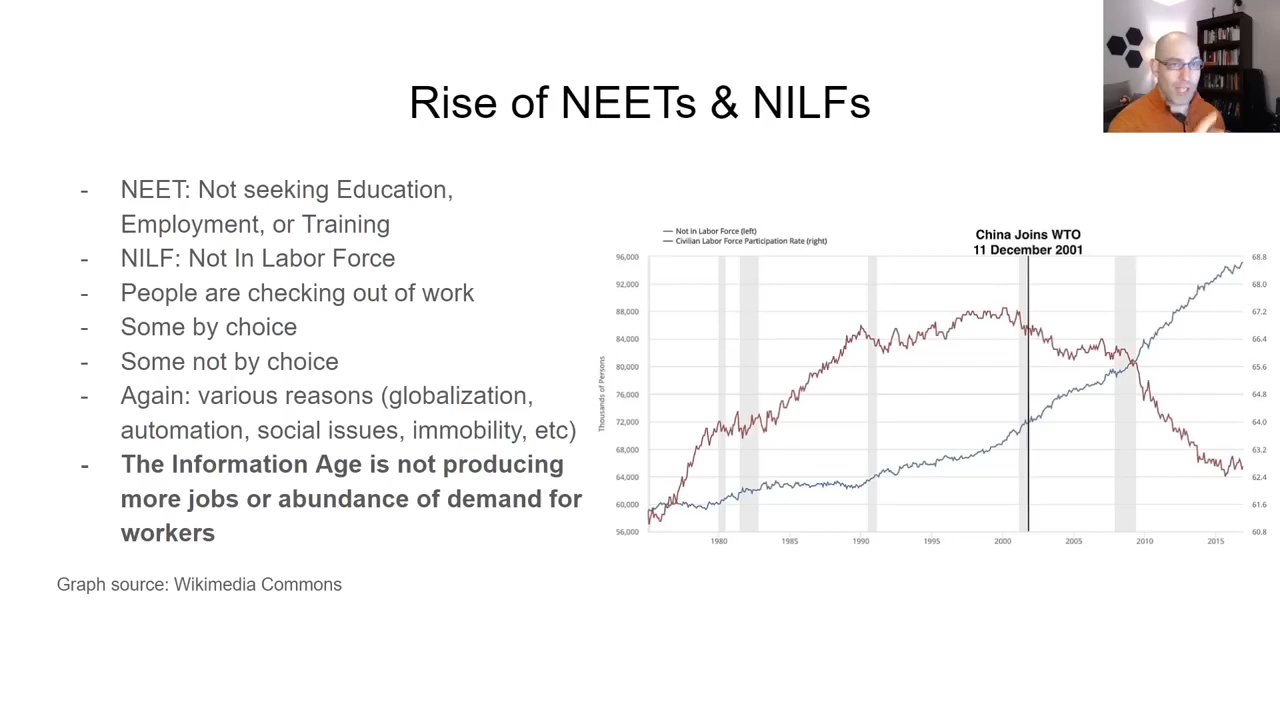 Rise of NEETs & NILFs
- NEET: Not seeking Education,
Employment, or Training
- NILF: Not In Labor Force
- People are checking out of work
- Some by choice
- Some not by choice
- Again: various reasons (globalization,
automation, social issues, immobility, etc)
- The Information Age is not producing
more jobs or abundance of demand for
workers
Graph source: Wikimedia Commons
Not in Labor Force (left)
Civilian Labor Force Participation Rate (right)
China Joins WTO
11 December 2001
Thousands of Persons
96,000
92,000
88,000
84,000
80,000
76,000
72,000
68,000
64,000
60,000
56,000
68.8
68.0
67.2
66.4
65.6
64.8
64.0
63.2
62.4
61.6
60.8
1980 1985 1990 1995 2000 2005 2010 2015